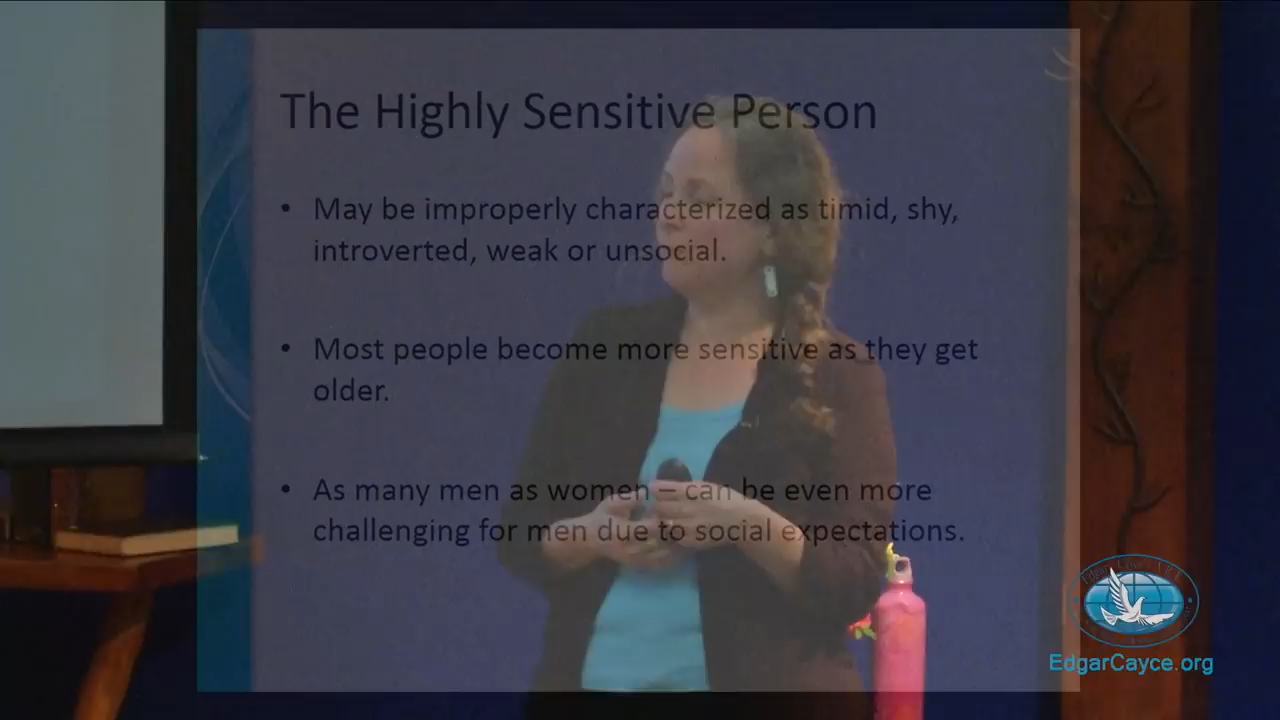 The Highly Sensitive Person
• May be improperly characterized as timid, shy,
introverted, weak or unsocial.
• Most people become more sensitive as they get
older.
• As many men as women – can be even more
challenging for men due to social expectations.
EdgarCayce.org